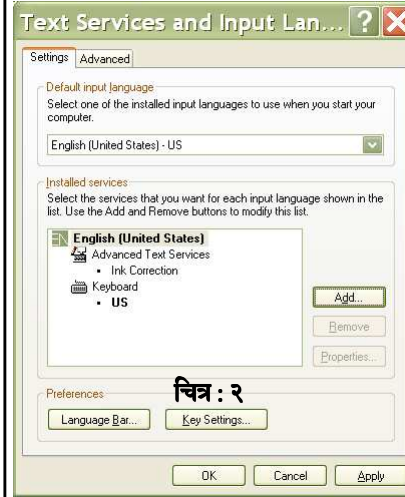 Text Services and Input Lan...
Settings Advanced
Default input language
Select one of the installed input languages to use when you start your
computer.
English (United States) - US
Installed services
Select the services that you want for each input language shown in the
list. Use the Add and Remove buttons to modify this list.
EN English (United States)
Advanced Text Services
• Ink Correction
Keyboard
• US
Add...
Remove
Properties...
Preferences
चित्र : २
Language Bar... Key Settings...
OK Cancel Apply